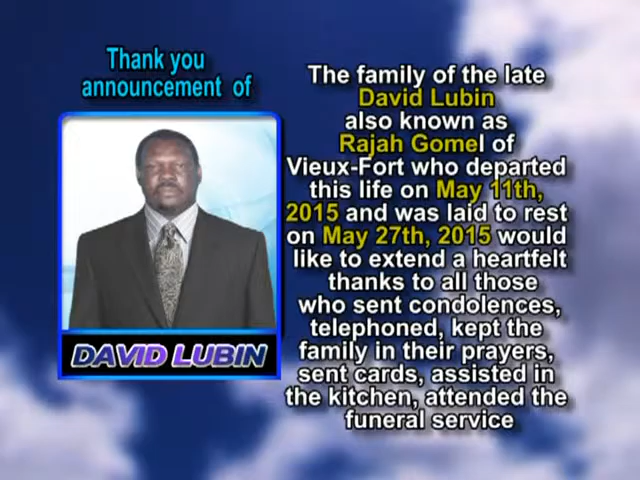 Thank you
announcement of
DAVID LUBIN
The family of the late
David Lubin
also known as
Rajah Gomel of
Vieux-Fort who departed
this life on May 11th,
2015 and was laid to rest
on May 27th, 2015 would
like to extend a heartfelt
thanks to all those
who sent condolences,
telephoned, kept the
family in their prayers,
sent cards, assisted in
the kitchen, attended the
funeral service